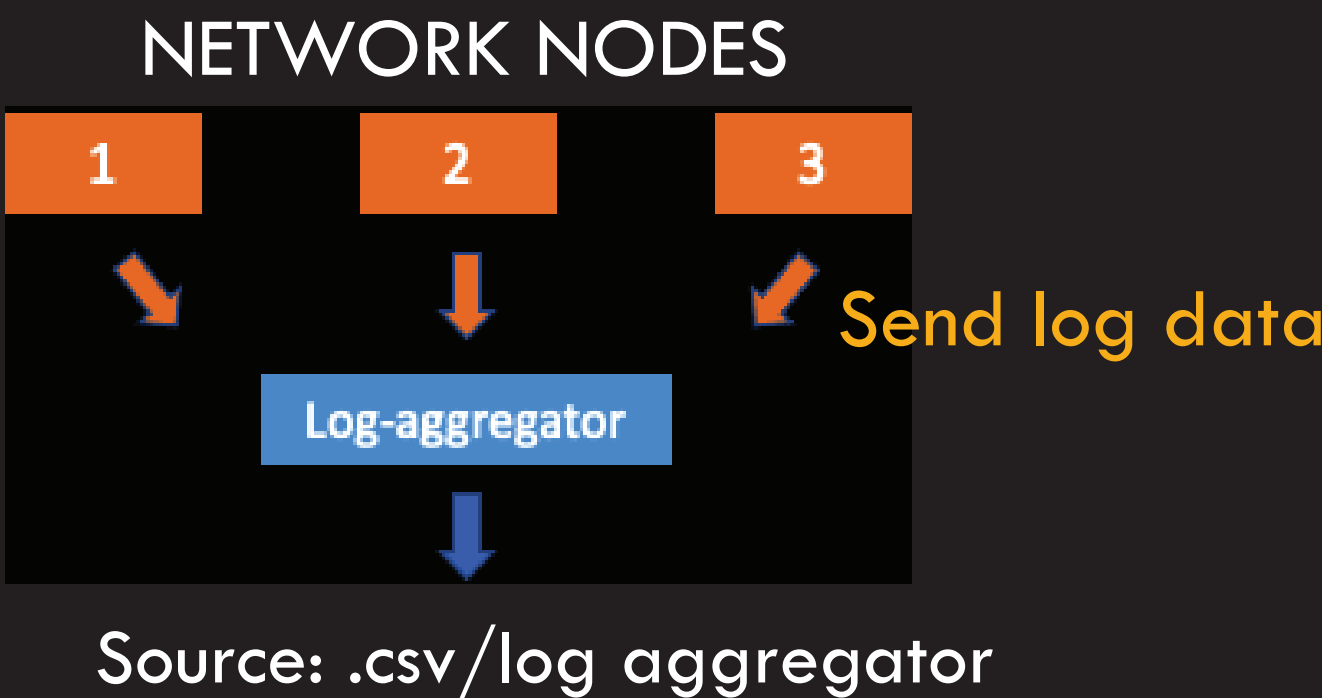 NETWORK NODES
1 2 3
Send log data
Log-aggregator
Source: .csv/log aggregator